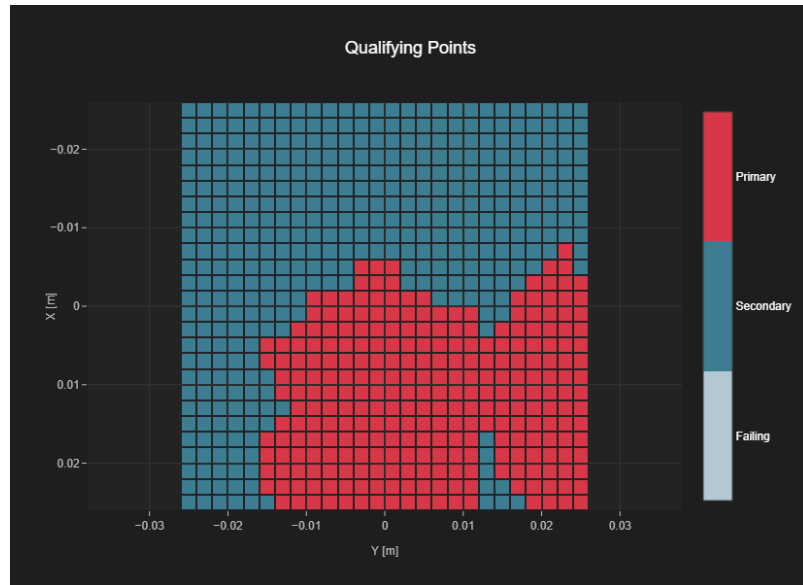 Qualifying Points
−0.02
−0.01
0
0.01
0.02
X [m]
−0.03
−0.02
−0.01
0
0.01
0.02
0.03
Y [m]
Primary
Secondary
Failing